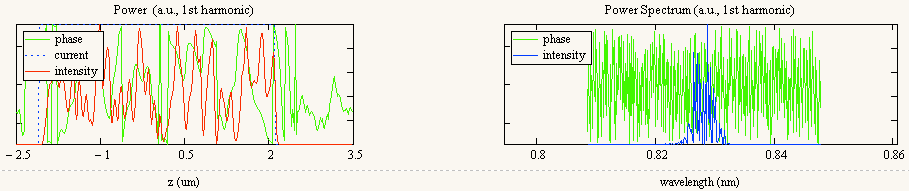 Power (a.u., 1st harmonic)
phase
current
intensity
−2.5 −1 0.5 2 3.5
z (um)
Power Spectrum (a.u., 1st harmonic)
phase
intensity
0.8 0.82 0.84 0.86
wavelength (nm)